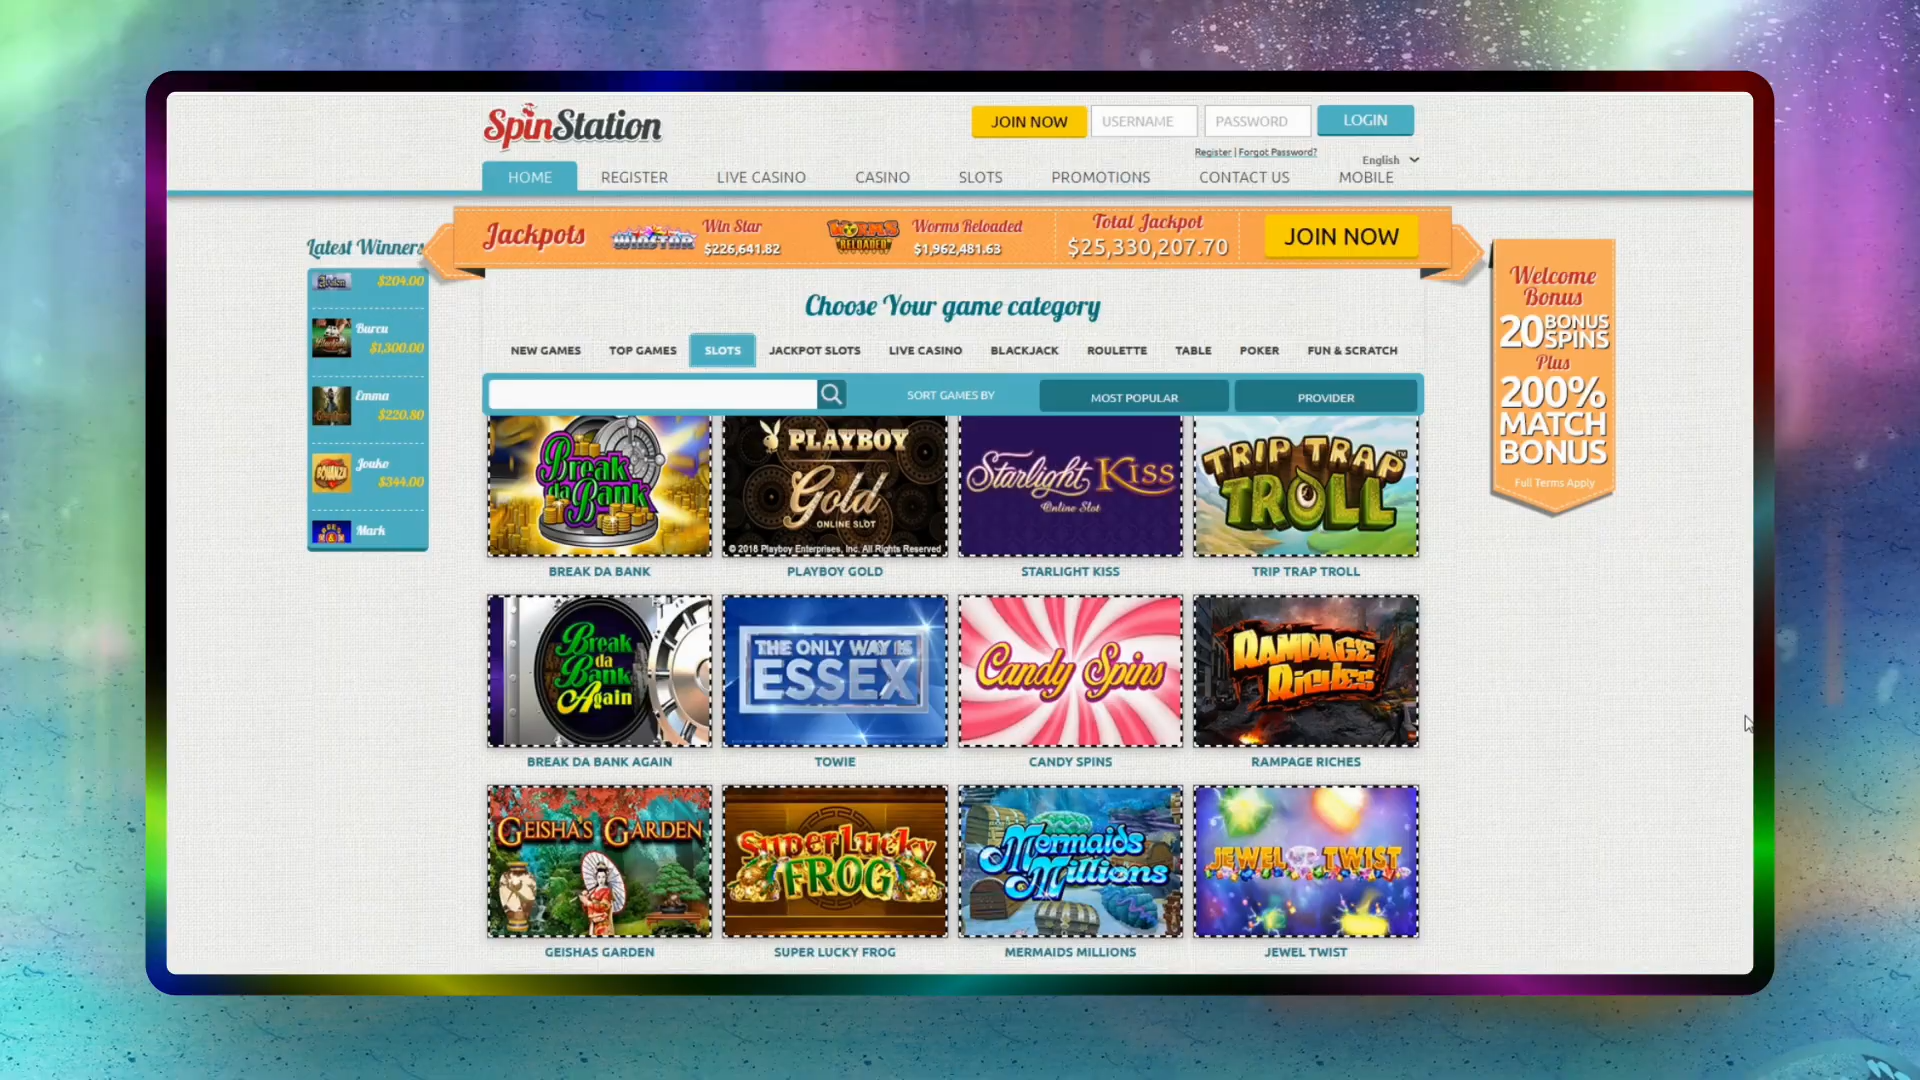 SpinStation
JOIN NOW
USERNAME
PASSWORD
LOGIN
Register | Forgot Password?
English
HOME
REGISTER
LIVE CASINO
CASINO
SLOTS
PROMOTIONS
CONTACT US
MOBILE
Jackpots
WINSTAR
Win Star
$226,641.82
WORMS
RELOADED
Worms Reloaded
$1,962,481.63
Total Jackpot
$25,330,207.70
JOIN NOW
Latest Winners
$204.00
Burcu
$1,300.00
Emma
$220.80
BONANZA
Jouko
$344.00
Mark
Welcome
Bonus
20 BONUS
SPINS
Plus
200%
MATCH
BONUS
Full Terms Apply
Choose Your game category
NEW GAMES
TOP GAMES
SLOTS
JACKPOT SLOTS
LIVE CASINO
BLACKJACK
ROULETTE
TABLE
POKER
FUN & SCRATCH
SORT GAMES BY
MOST POPULAR
PROVIDER
Break
da Bank
PLAYBOY
Gold
ONLINE SLOT
© 2018 Playboy Enterprises, Inc. All Rights Reserved
Starlight Kiss
Online Slot
TRIP TRAP™
TROLL
BREAK DA BANK
PLAYBOY GOLD
STARLIGHT KISS
TRIP TRAP TROLL
Break
da
Bank
Again
THE ONLY WAY IS
ESSEX
Candy Spins
RAMPAGE
RICHES
BREAK DA BANK AGAIN
TOWIE
CANDY SPINS
RAMPAGE RICHES
GEISHA'S GARDEN
Super Lucky
FROG
Mermaids
Millions
JEWEL TWIST
GEISHAS GARDEN
SUPER LUCKY FROG
MERMAIDS MILLIONS
JEWEL TWIST